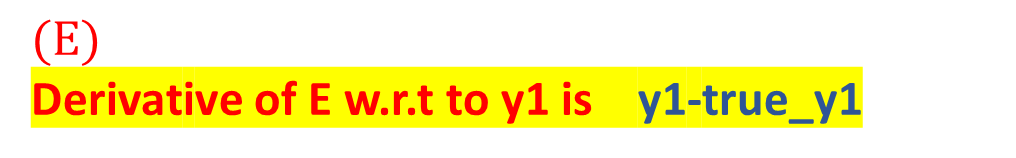 (E)
Derivative of E w.r.t to y1 is y1-true_y1